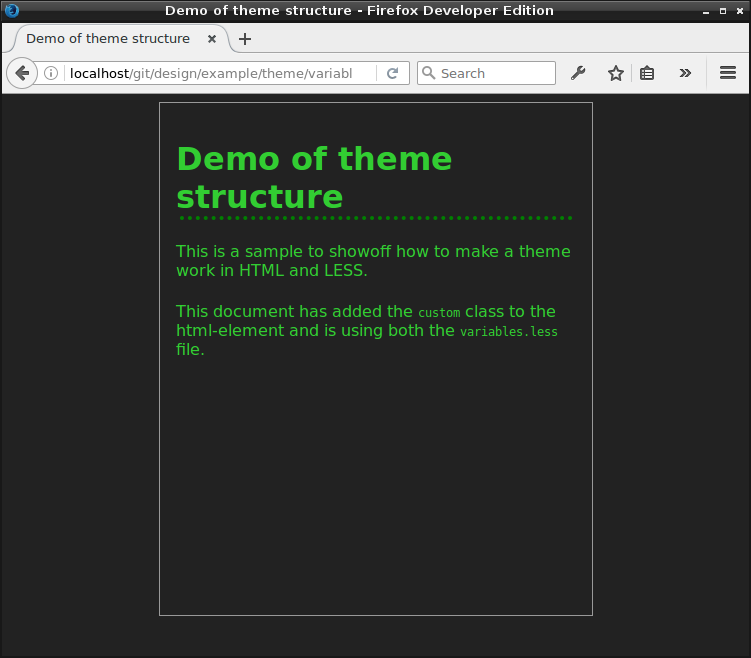 Demo of theme structure - Firefox Developer Edition
Demo of theme structure
localhost/git/design/example/theme/variabl
Search
Demo of theme
structure
This is a sample to showoff how to make a theme
work in HTML and LESS.
This document has added the custom class to the
html-element and is using both the variables.less
file.